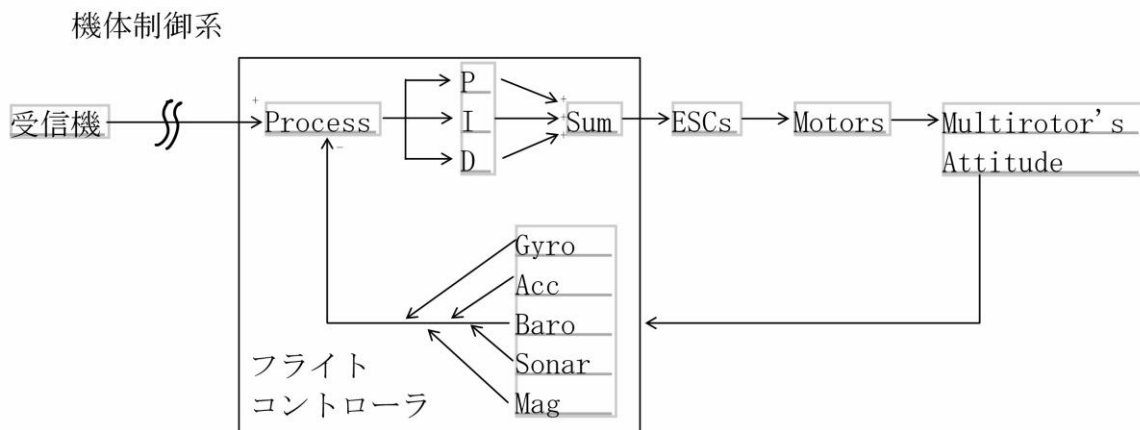 機体制御系
受信機
+
Process
-
P
I
D
+
+
+
Sum
ESCs
Motors
Multirotor's
Attitude
Gyro
Acc
Baro
Sonar
Mag
フライト
コントローラ